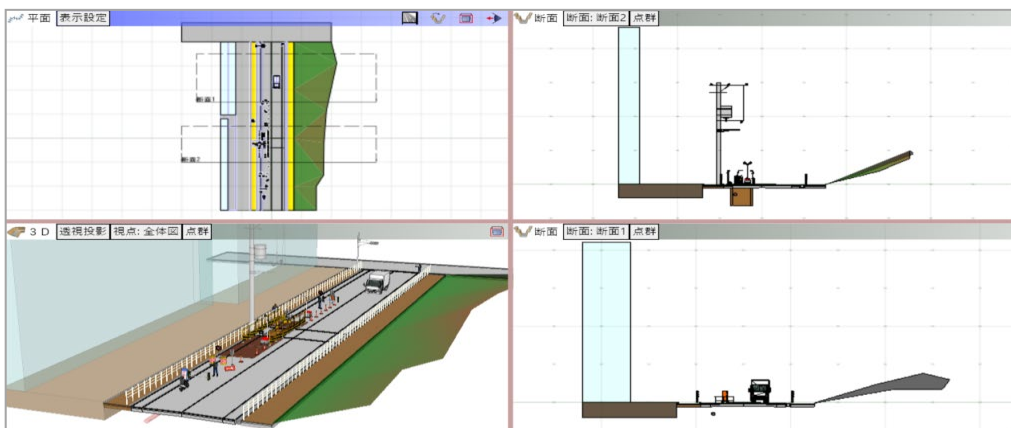 平面 表示設定
断面1
断面2
断面 断面: 断面2 点群
3D 透視投影 視点: 全体図 点群
断面 断面: 断面1 点群